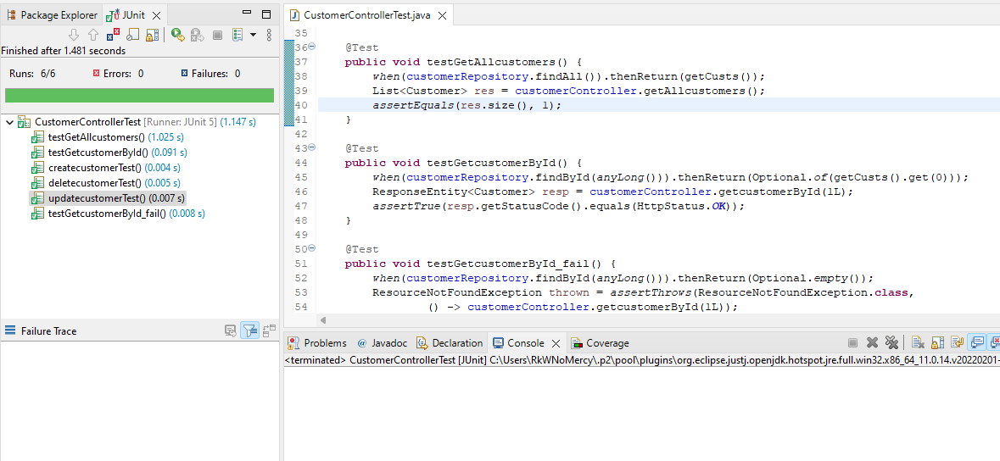 Package Explorer
JUnit
Finished after 1.481 seconds
Runs: 6/6 Errors: 0 Failures: 0
CustomerControllerTest [Runner: JUnit 5] (1.147 s)
testGetAllcustomers() (1.025 s)
testGetcustomerById() (0.091 s)
createcustomerTest() (0.004 s)
deletecustomerTest() (0.005 s)
updatecustomerTest() (0.007 s)
testGetcustomerById_fail() (0.008 s)
Failure Trace
CustomerControllerTest.java
35
36 @Test
37 public void testGetAllcustomers() {
38 when(customerRepository.findAll()).thenReturn(getCusts());
39 List<Customer> res = customerController.getAllcustomers();
40 assertEquals(res.size(), 1);
41 }
42
43 @Test
44 public void testGetcustomerById() {
45 when(customerRepository.findById(anyLong())).thenReturn(Optional.of(getCusts().get(0)));
46 ResponseEntity<Customer> resp = customerController.getcustomerById(1L);
47 assertTrue(resp.getStatusCode().equals(HttpStatus.OK));
48 }
49
50 @Test
51 public void testGetcustomerById_fail() {
52 when(customerRepository.findById(anyLong())).thenReturn(Optional.empty());
53 ResourceNotFoundException thrown = assertThrows(ResourceNotFoundException.class,
54 () -> customerController.getcustomerById(1L));
Problems @ Javadoc Declaration Console Coverage
<terminated> CustomerControllerTest [JUnit] C:\Users\RkWNoMercy\.p2\pool\plugins\org.eclipse.justj.openjdk.hotspot.jre.full.win32.x86_64_11.0.14.v20220201-